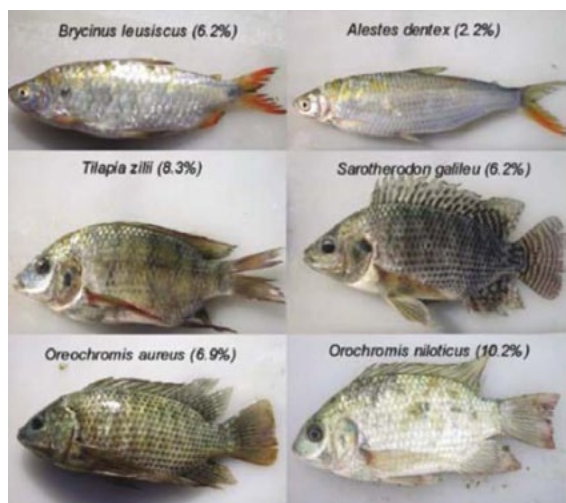 Brycinus leusiscus (6.2%)
Alestes dentex (2.2%)
Tilapia zilii (8.3%)
Sarotherodon galileu (6.2%)
Oreochromis aureus (6.9%)
Orochromis niloticus (10.2%)